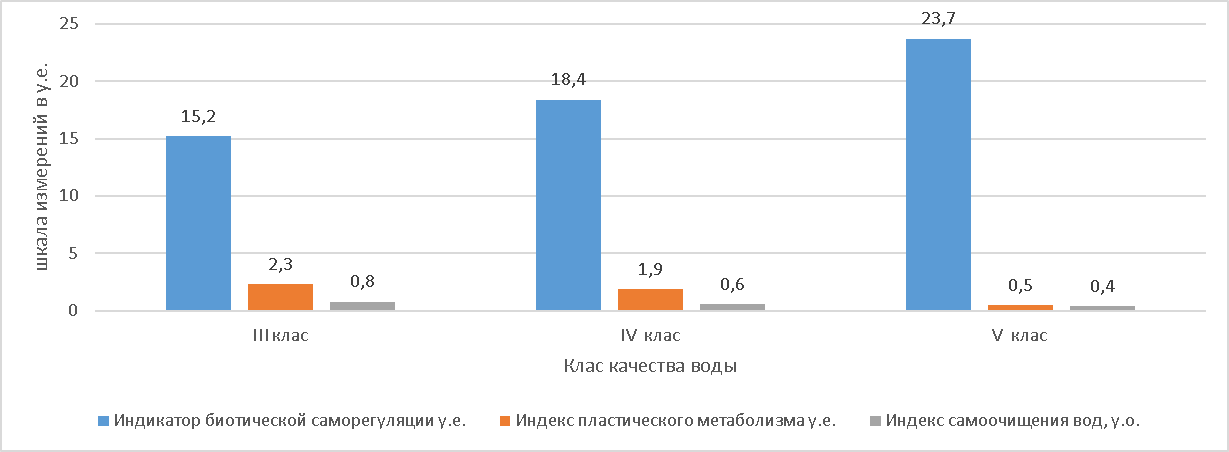 25
20
15
10
5
0
шкала измерений в у.е.
15,2
2,3
0,8
18,4
1,9
0,6
23,7
0,5
0,4
III клас
IV клас
V клас
Клас качества воды
Индикатор биотической саморегуляции у.е.
Индекс пластического метаболизма у.е.
Индекс самоочищения вод, у.о.